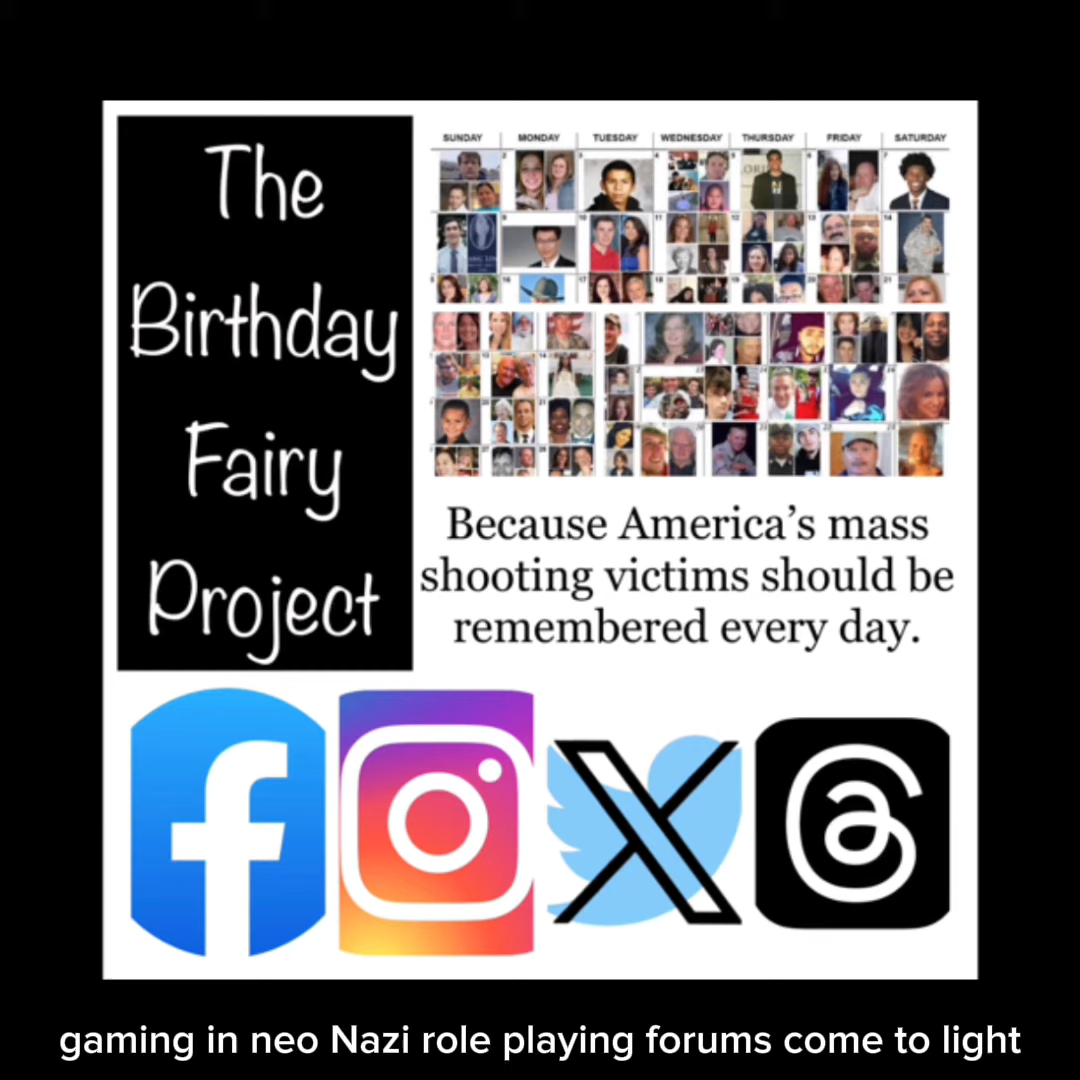 The
Birthday
Fairy
Project
SUNDAY MONDAY TUESDAY WEDNESDAY THURSDAY FRIDAY SATURDAY
Because America’s mass
shooting victims should be
remembered every day.
gaming in neo Nazi role playing forums come to light